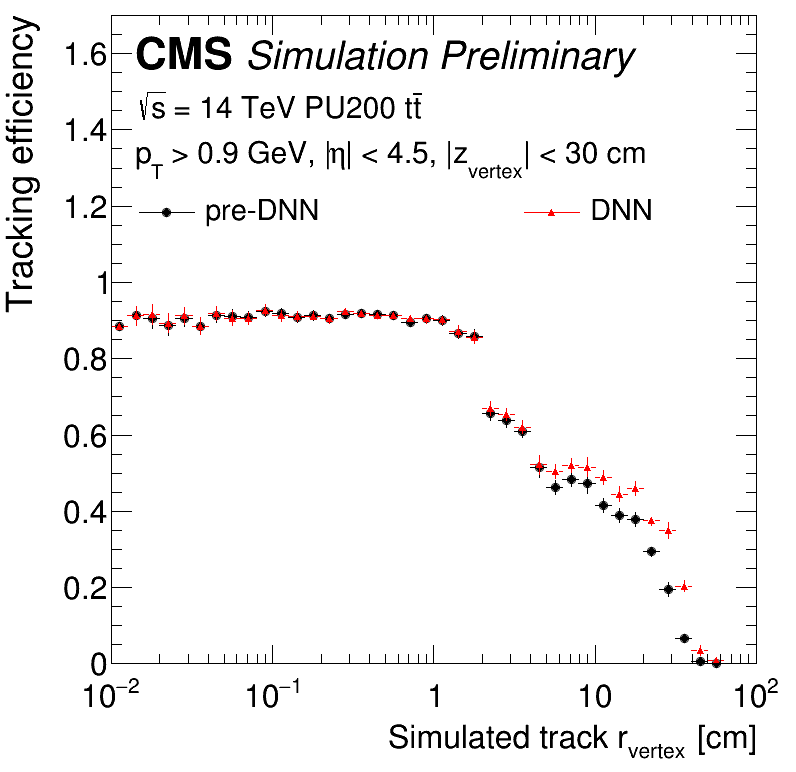 CMS Simulation Preliminary
√s = 14 TeV PU200 tt̄
p_T > 0.9 GeV, |η| < 4.5, |z_vertex| < 30 cm
pre-DNN DNN
Tracking efficiency
1.6
1.4
1.2
1
0.8
0.6
0.4
0.2
0
10⁻² 10⁻¹ 1 10 10²
Simulated track r_vertex [cm]